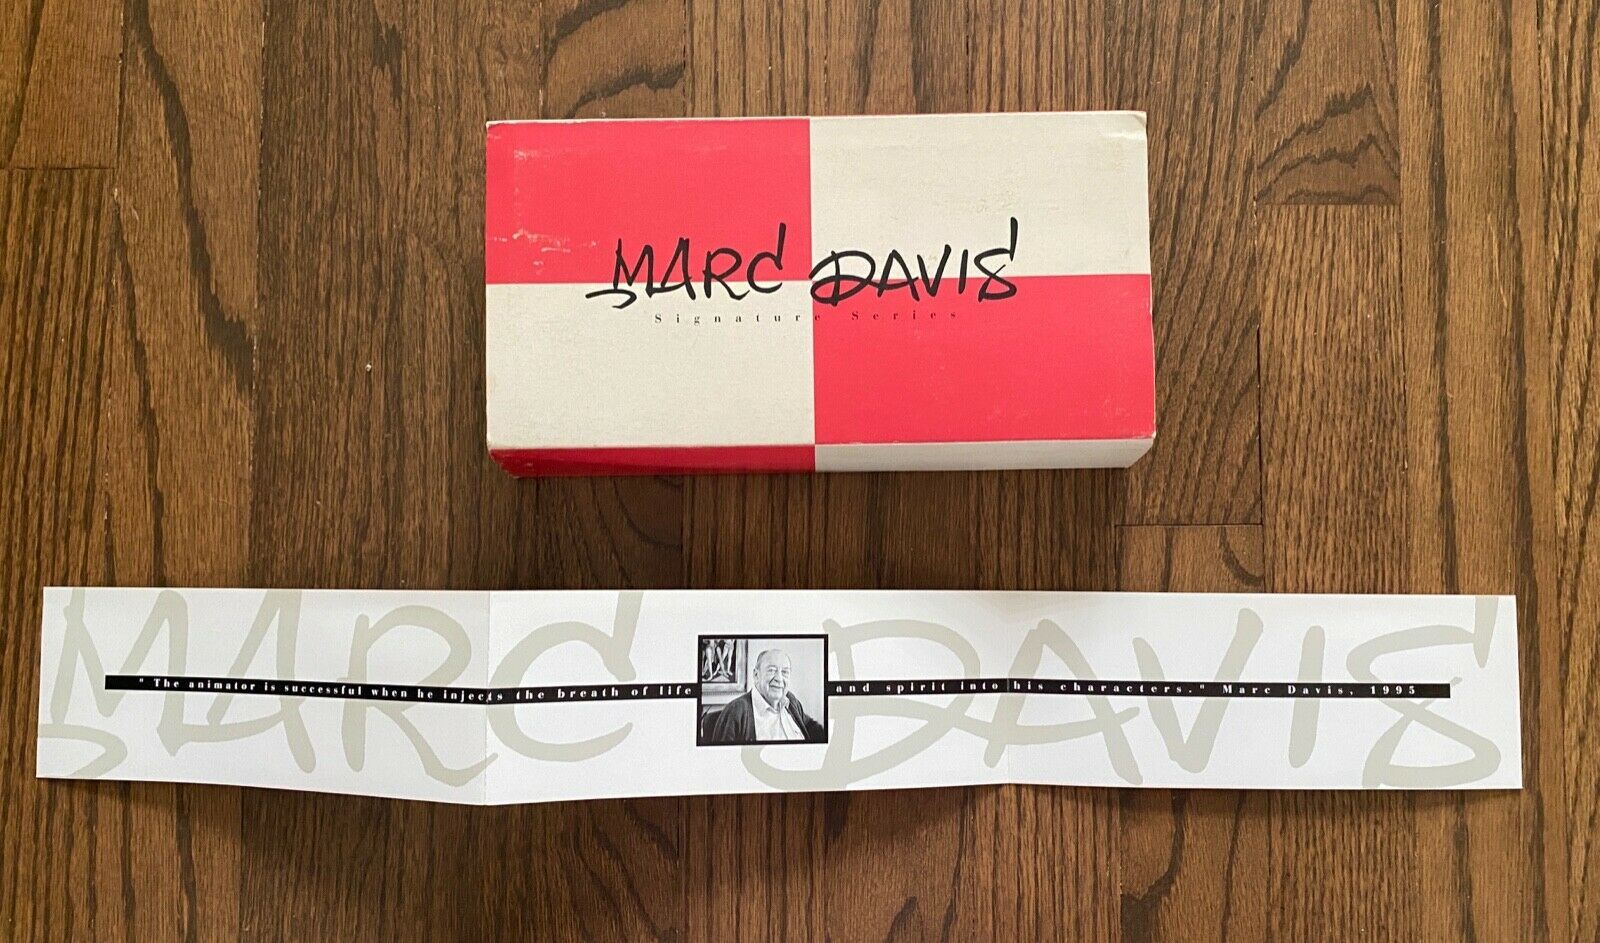 MARC DAVIS
Signature Series
MARC DAVIS
" The animator is successful when he injects the breath of life and spirit into his characters." Marc Davis, 1995